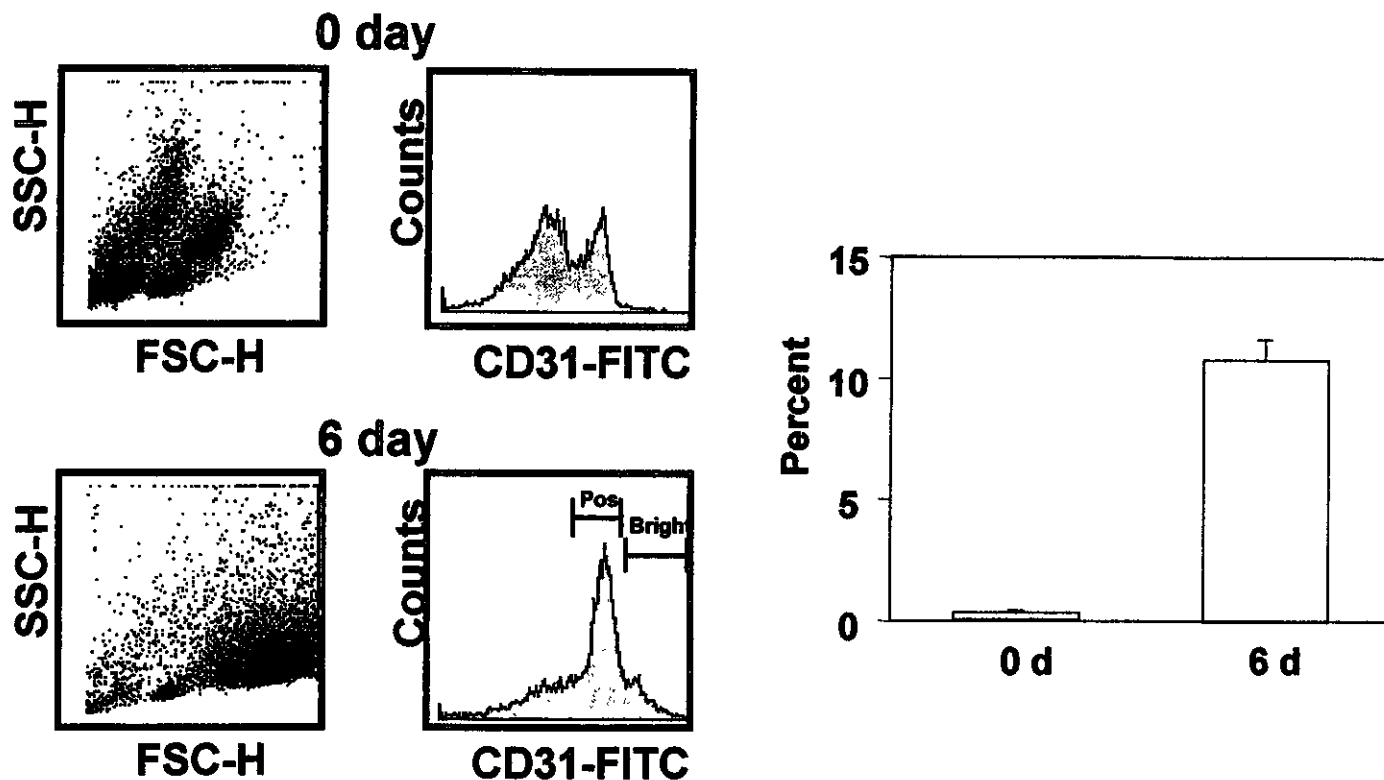 0 day
SSC-H
FSC-H
Counts
CD31-FITC
6 day
SSC-H
FSC-H
Counts
Pos
Bright
CD31-FITC
Percent
15
10
5
0
0 d
6 d